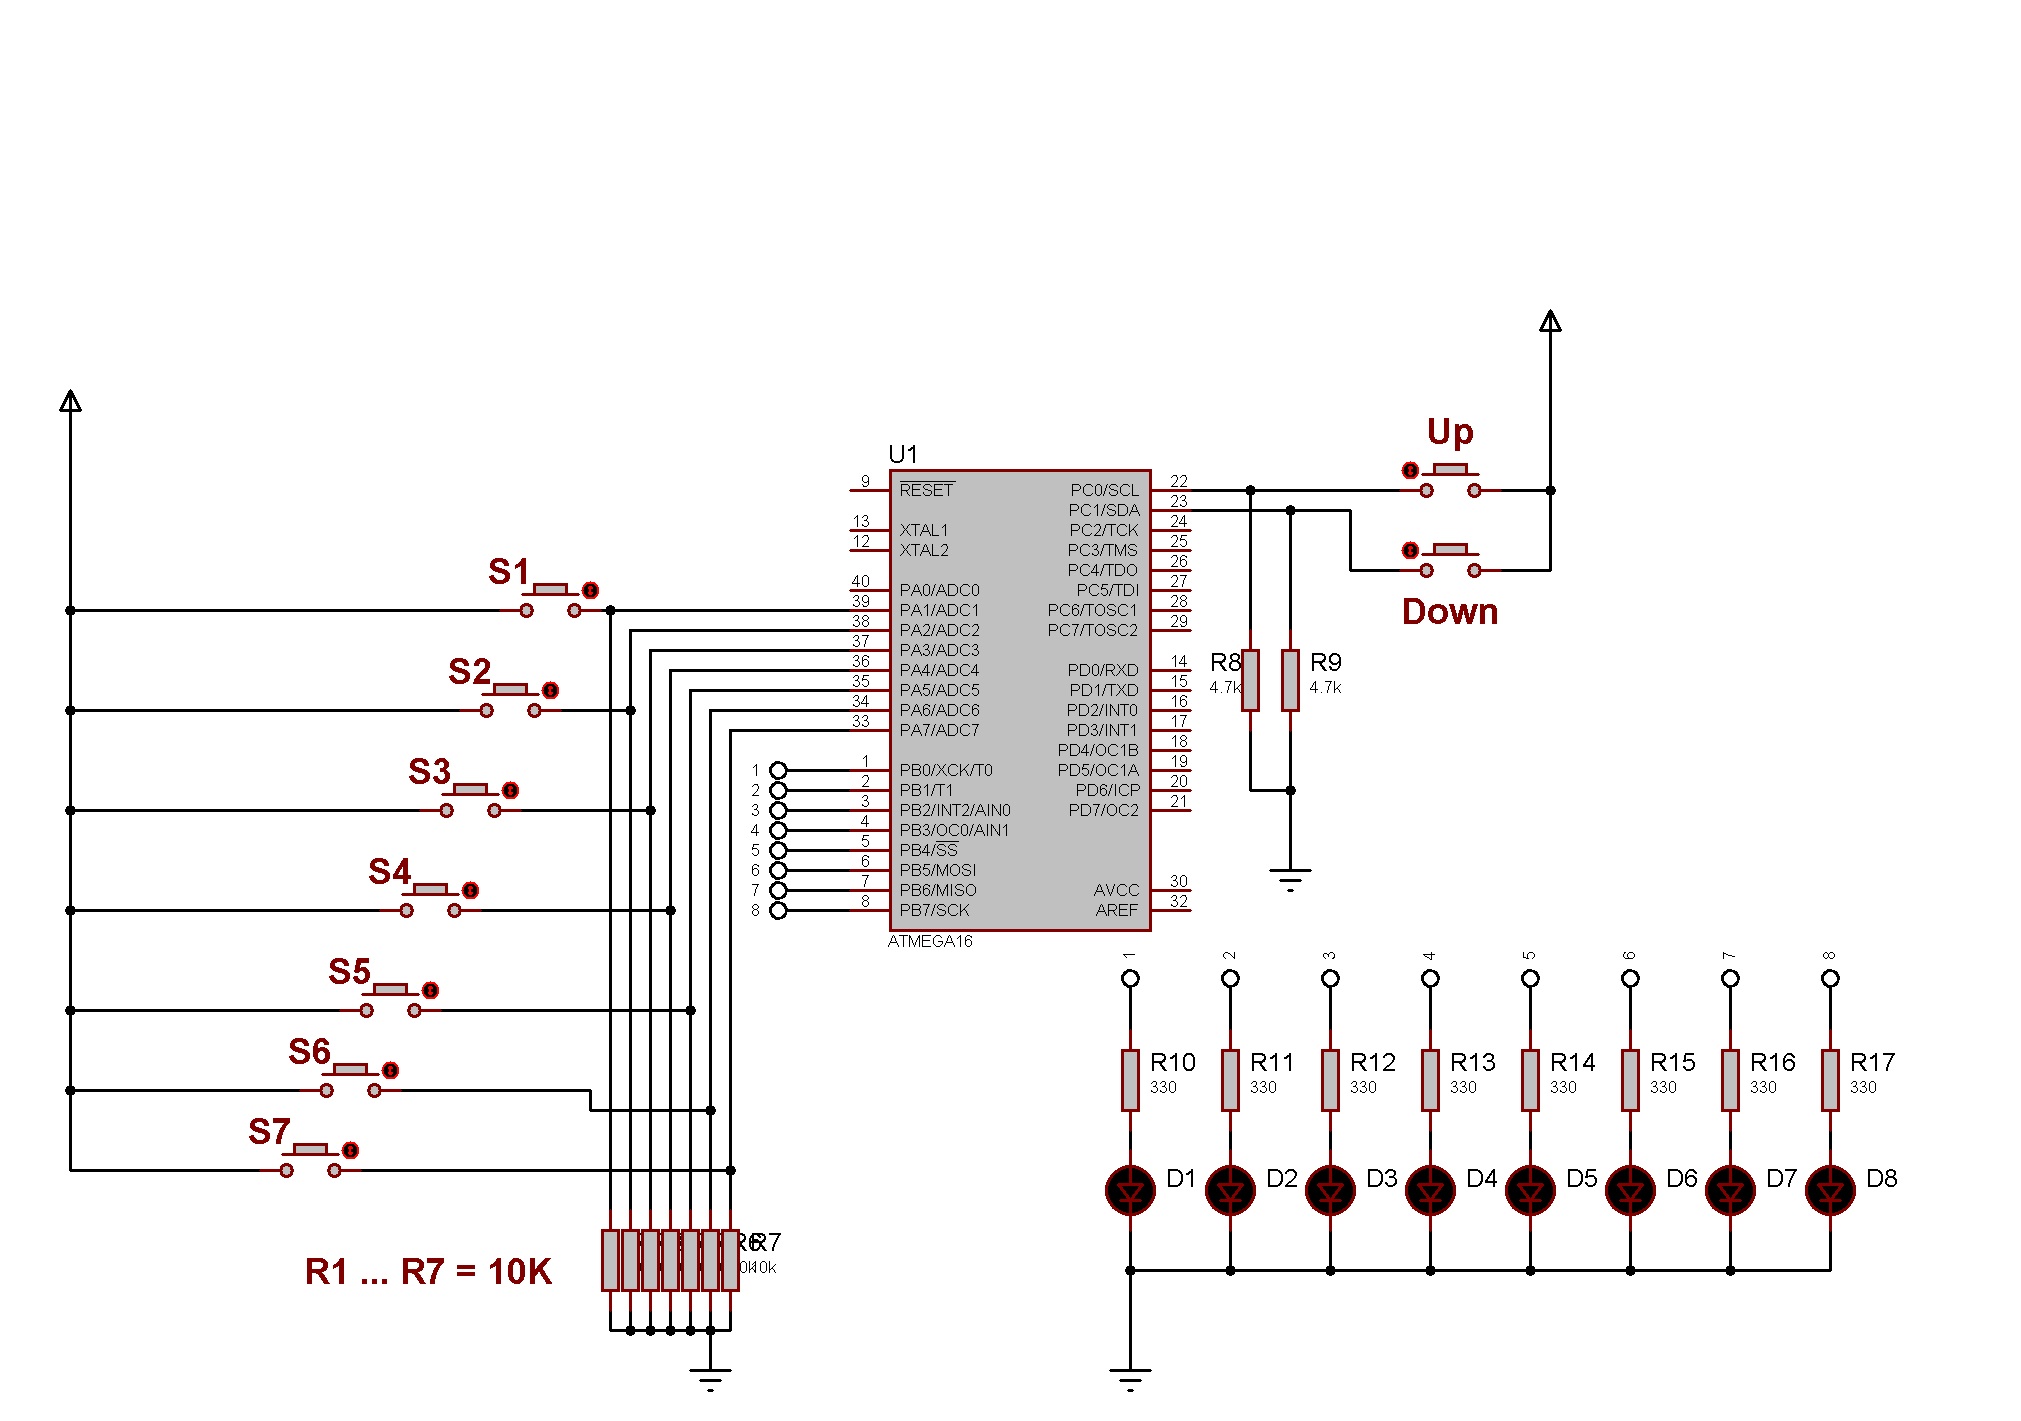 Up
Down
U1
ATMEGA16
9 RESET
13 XTAL1
12 XTAL2
40 PA0/ADC0
39 PA1/ADC1
38 PA2/ADC2
37 PA3/ADC3
36 PA4/ADC4
35 PA5/ADC5
34 PA6/ADC6
33 PA7/ADC7
1 1 PB0/XCK/T0
2 2 PB1/T1
3 3 PB2/INT2/AIN0
4 4 PB3/OC0/AIN1
5 5 PB4/SS
6 6 PB5/MOSI
7 7 PB6/MISO
8 8 PB7/SCK
PC0/SCL 22
PC1/SDA 23
PC2/TCK 24
PC3/TMS 25
PC4/TDO 26
PC5/TDI 27
PC6/TOSC1 28
PC7/TOSC2 29
PD0/RXD 14
PD1/TXD 15
PD2/INT0 16
PD3/INT1 17
PD4/OC1B 18
PD5/OC1A 19
PD6/ICP 20
PD7/OC2 21
AVCC 30
AREF 32
S1
S2
S3
S4
S5
S6
S7
R8 R9
4.7k 4.7k
1 2 3 4 5 6 7 8
R10 R11 R12 R13 R14 R15 R16 R17
330 330 330 330 330 330 330 330
D1 D2 D3 D4 D5 D6 D7 D8
R7
10k
R1 ... R7 = 10K